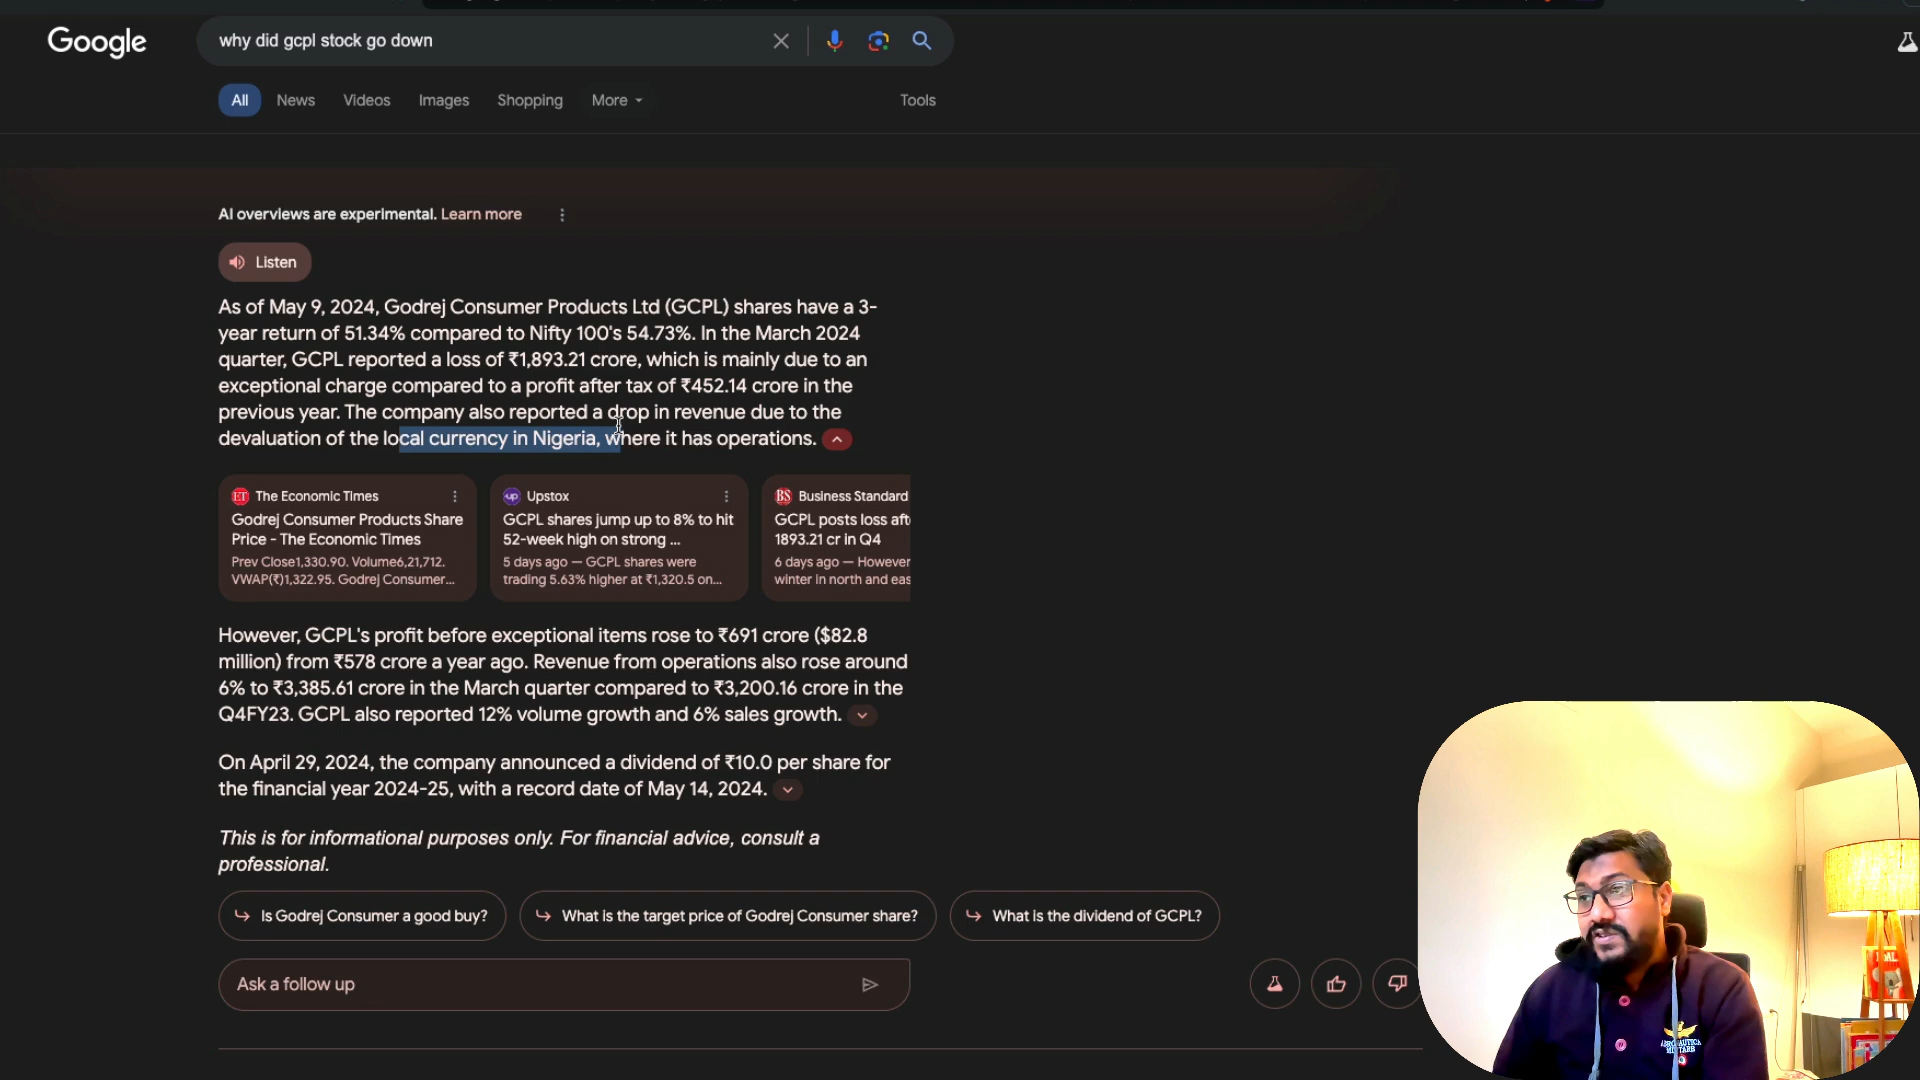 Google
why did gcpl stock go down
All News Videos Images Shopping More Tools
AI overviews are experimental. Learn more
Listen
As of May 9, 2024, Godrej Consumer Products Ltd (GCPL) shares have a 3-
year return of 51.34% compared to Nifty 100's 54.73%. In the March 2024
quarter, GCPL reported a loss of ₹1,893.21 crore, which is mainly due to an
exceptional charge compared to a profit after tax of ₹452.14 crore in the
previous year. The company also reported a drop in revenue due to the
devaluation of the local currency in Nigeria, where it has operations.
ET The Economic Times
Godrej Consumer Products Share
Price - The Economic Times
Prev Close1,330.90. Volume6,21,712.
VWAP(₹)1,322.95. Godrej Consumer...
up Upstox
GCPL shares jump up to 8% to hit
52-week high on strong ...
5 days ago — GCPL shares were
trading 5.63% higher at ₹1,320.5 on...
BS Business Standard
GCPL posts loss aft
1893.21 cr in Q4
6 days ago — However
winter in north and eas
However, GCPL's profit before exceptional items rose to ₹691 crore ($82.8
million) from ₹578 crore a year ago. Revenue from operations also rose around
6% to ₹3,385.61 crore in the March quarter compared to ₹3,200.16 crore in the
Q4FY23. GCPL also reported 12% volume growth and 6% sales growth.
On April 29, 2024, the company announced a dividend of ₹10.0 per share for
the financial year 2024-25, with a record date of May 14, 2024.
This is for informational purposes only. For financial advice, consult a
professional.
Is Godrej Consumer a good buy?
What is the target price of Godrej Consumer share?
What is the dividend of GCPL?
Ask a follow up